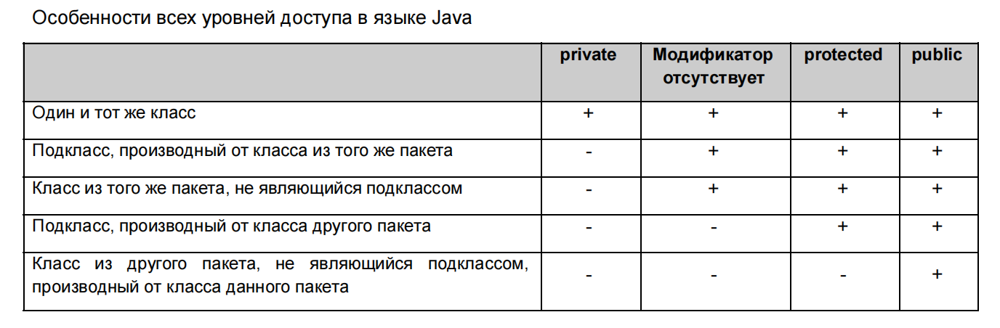 Особенности всех уровней доступа в языке Java
private Модификатор отсутствует protected public
Один и тот же класс + + + +
Подкласс, производный от класса из того же пакета - + + +
Класс из того же пакета, не являющийся подклассом - + + +
Подкласс, производный от класса другого пакета - - + +
Класс из другого пакета, не являющийся подклассом,
производный от класса данного пакета - - - +